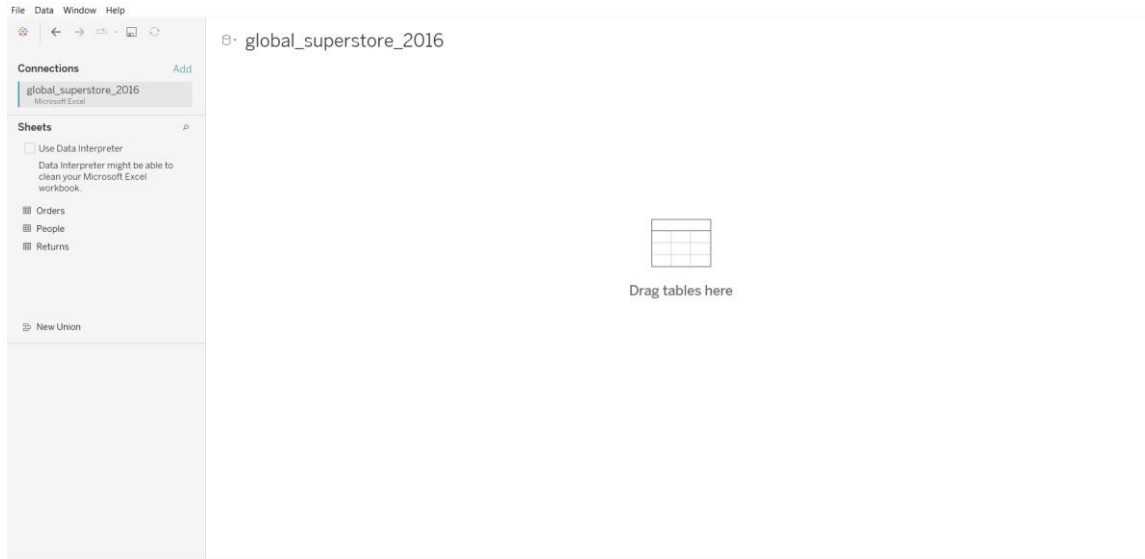 File Data Window Help
global_superstore_2016
Connections Add
global_superstore_2016
Microsoft Excel
Sheets
Use Data Interpreter
Data Interpreter might be able to
clean your Microsoft Excel
workbook.
Orders
People
Returns
New Union
Drag tables here